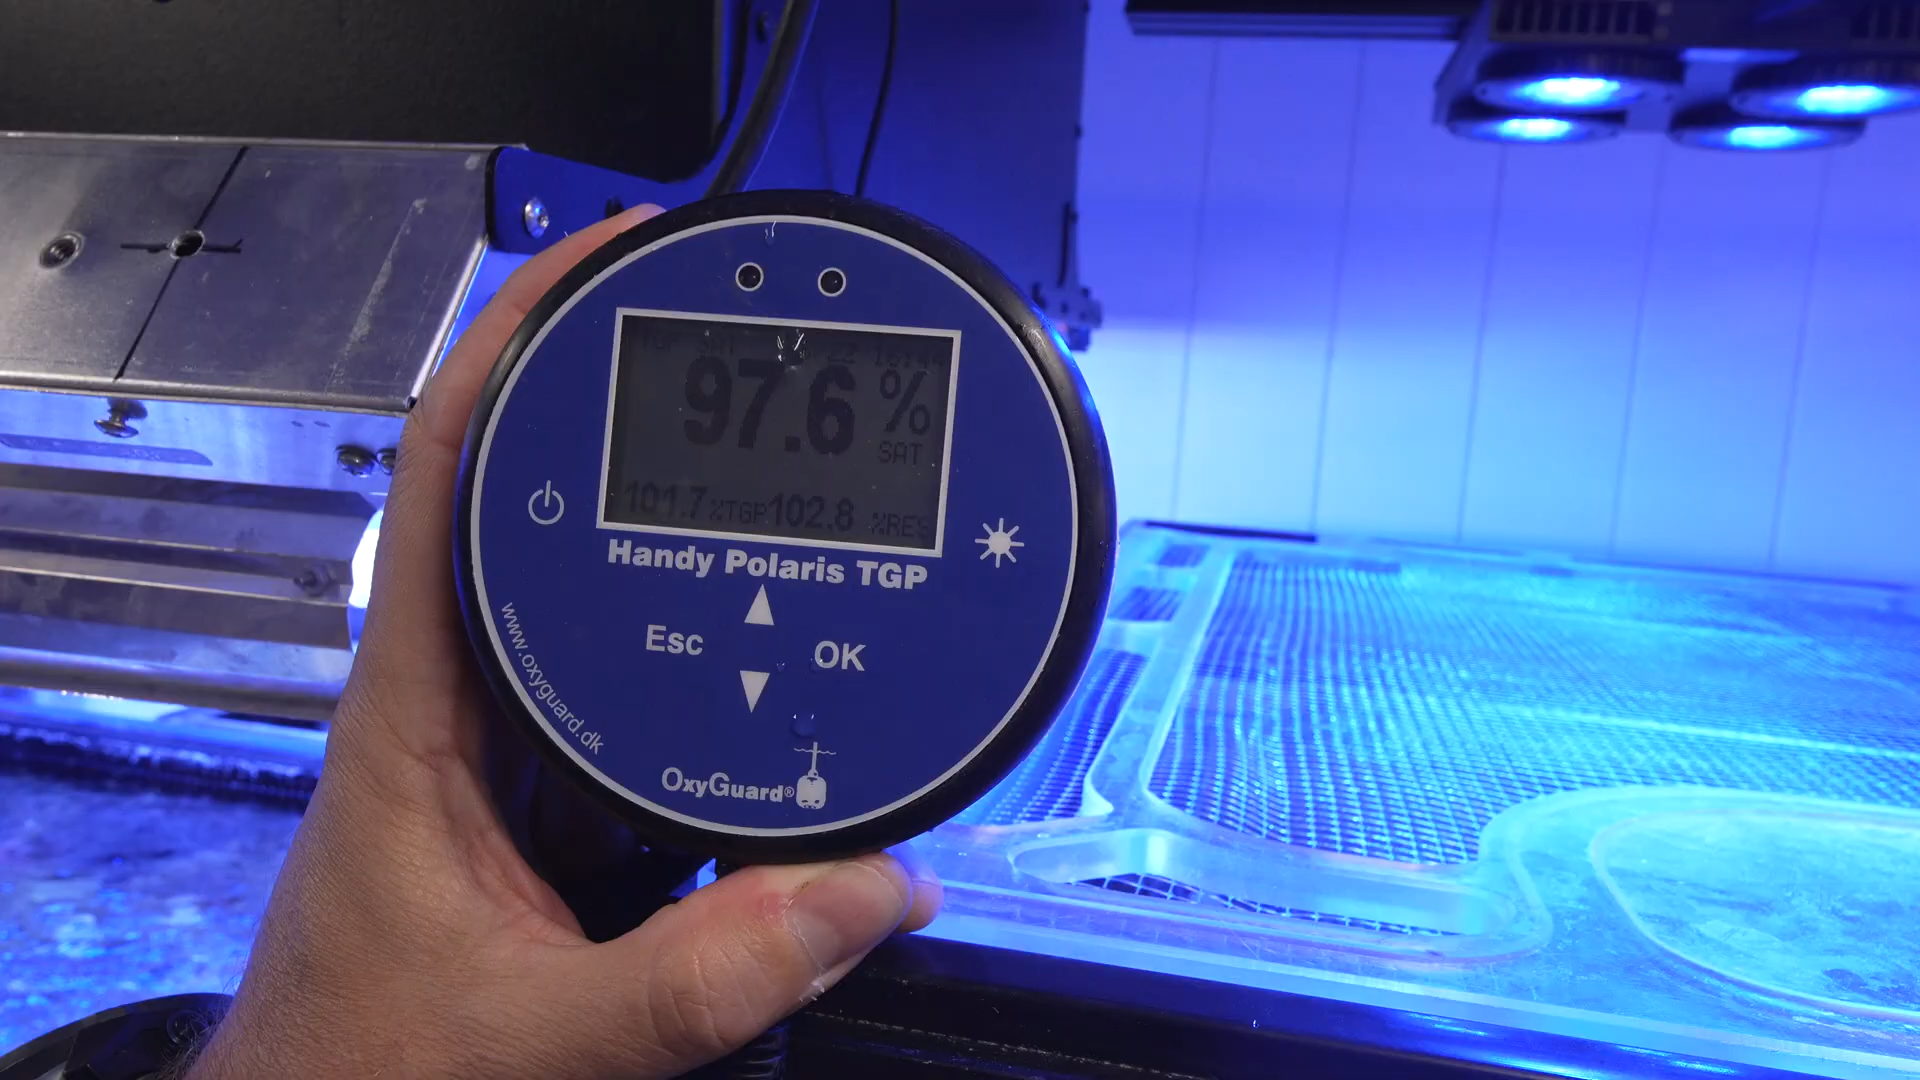 97.6 %
SAT
101.7 %TGP 102.8 %RES
Handy Polaris TGP
Esc
OK
www.oxyguard.dk
OxyGuard®